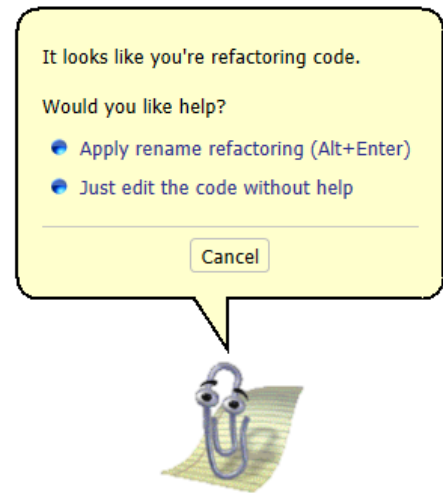 It looks like you're refactoring code.
Would you like help?
Apply rename refactoring (Alt+Enter)
Just edit the code without help
Cancel